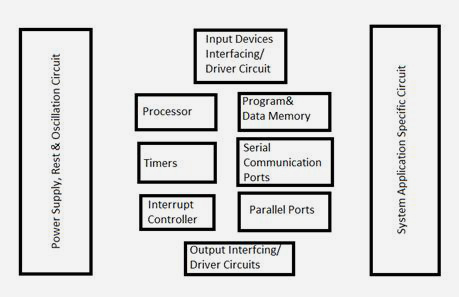 Power Supply, Rest & Oscillation Circuit
Input Devices
Interfacing/
Driver Circuit
Processor
Program&
Data Memory
Timers
Serial
Communication
Ports
Interrupt
Controller
Parallel Ports
Output Interfcing/
Driver Circuits
System Application Specific Circuit